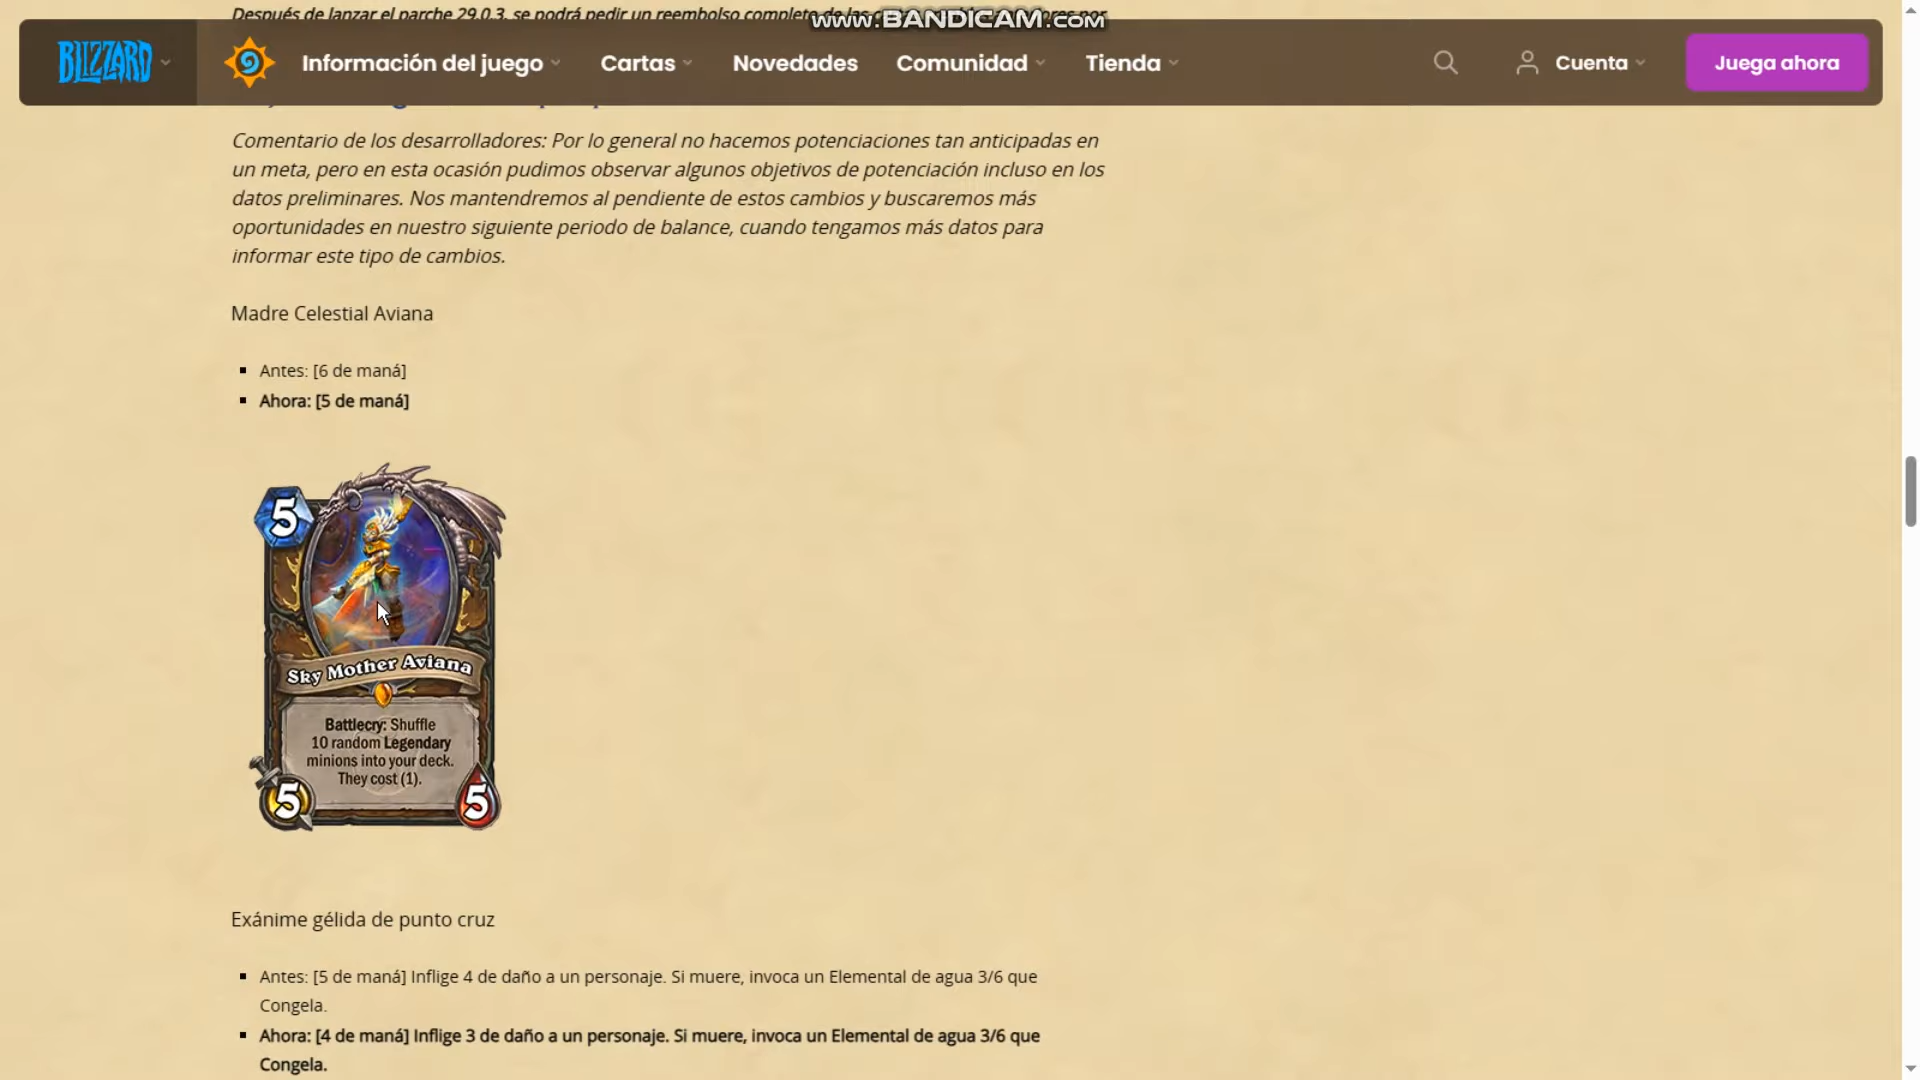 Después de lanzar el parche 29.0.3, se podrá pedir un reembolso completo de las
www.BANDICAM.com
BLIZZARD
Información del juego
Cartas
Novedades
Comunidad
Tienda
Cuenta
Juega ahora
Comentario de los desarrolladores: Por lo general no hacemos potenciaciones tan anticipadas en
un meta, pero en esta ocasión pudimos observar algunos objetivos de potenciación incluso en los
datos preliminares. Nos mantendremos al pendiente de estos cambios y buscaremos más
oportunidades en nuestro siguiente periodo de balance, cuando tengamos más datos para
informar este tipo de cambios.
Madre Celestial Aviana
Antes: [6 de maná]
Ahora: [5 de maná]
5
Sky Mother Aviana
Battlecry: Shuffle
10 random Legendary
minions into your deck.
They cost (1).
5 5
Exánime gélida de punto cruz
Antes: [5 de maná] Inflige 4 de daño a un personaje. Si muere, invoca un Elemental de agua 3/6 que
Congela.
Ahora: [4 de maná] Inflige 3 de daño a un personaje. Si muere, invoca un Elemental de agua 3/6 que
Congela.